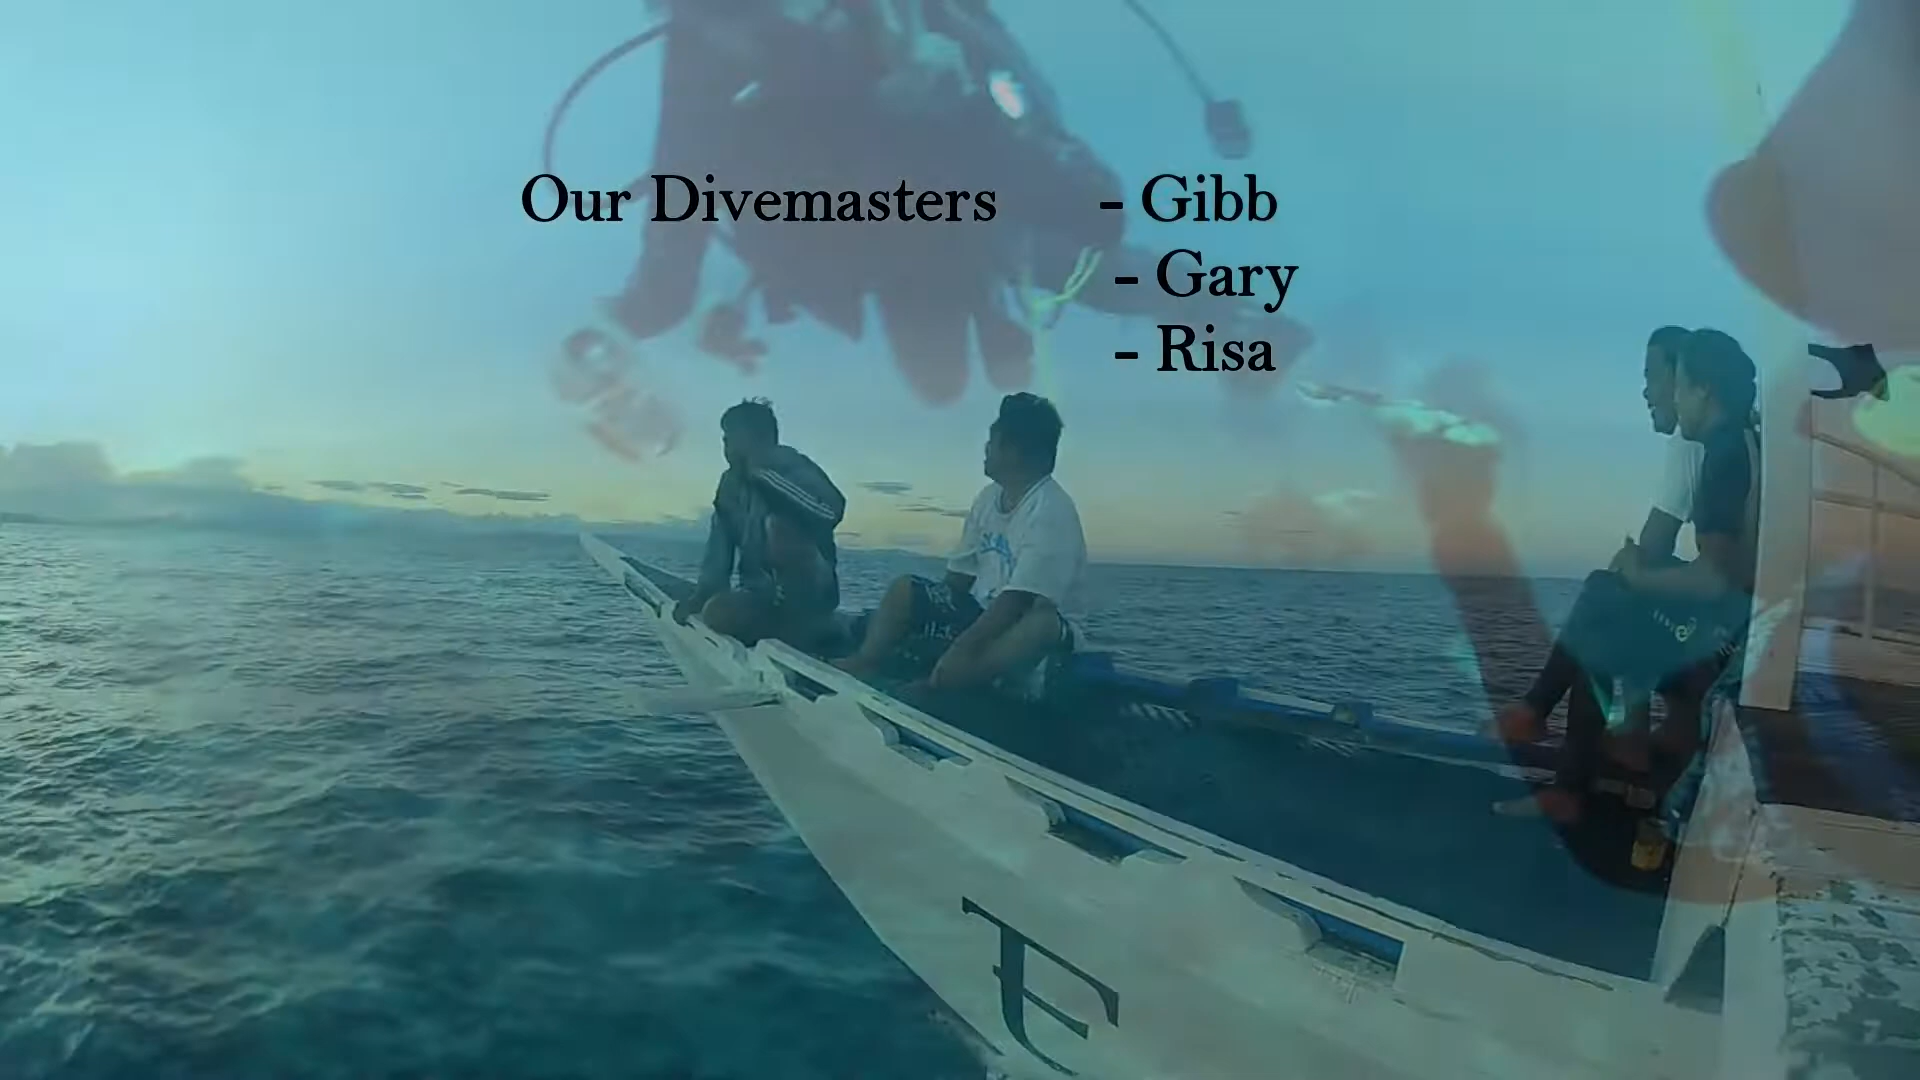 Our Divemasters - Gibb
- Gary
- Risa
E